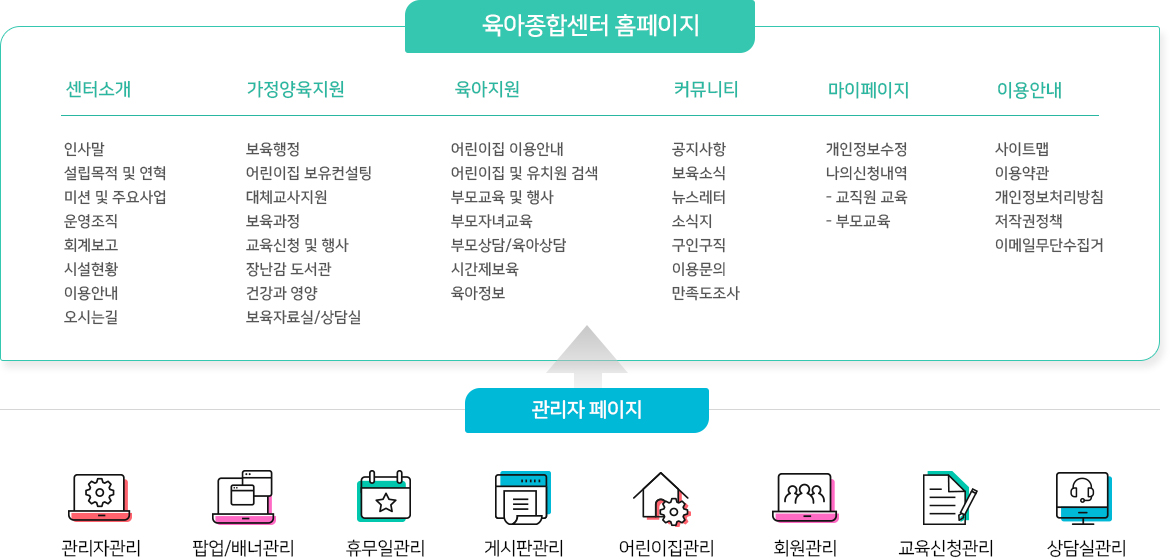 육아종합센터 홈페이지
센터소개
인사말
설립목적 및 연혁
미션 및 주요사업
운영조직
회계보고
시설현황
이용안내
오시는길
가정양육지원
보육행정
어린이집 보유컨설팅
대체교사지원
보육과정
교육신청 및 행사
장난감 도서관
건강과 영양
보육자료실/상담실
육아지원
어린이집 이용안내
어린이집 및 유치원 검색
부모교육 및 행사
부모자녀교육
부모상담/육아상담
시간제보육
육아정보
커뮤니티
공지사항
보육소식
뉴스레터
소식지
구인구직
이용문의
만족도조사
마이페이지
개인정보수정
나의신청내역
- 교직원 교육
- 부모교육
이용안내
사이트맵
이용약관
개인정보처리방침
저작권정책
이메일무단수집거
관리자 페이지
관리자관리
팝업/배너관리
휴무일관리
게시판관리
어린이집관리
회원관리
교육신청관리
상담실관리